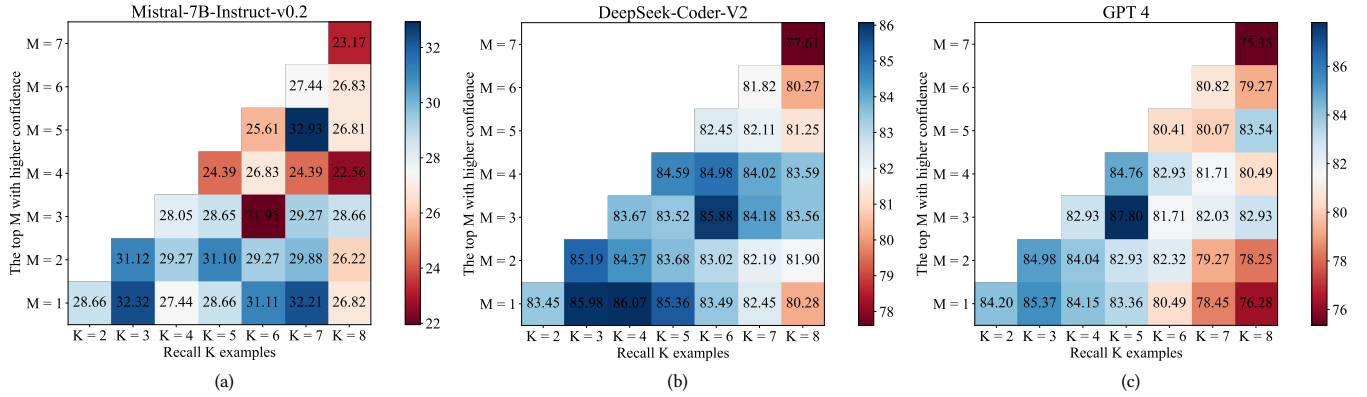 Mistral-7B-Instruct-v0.2
The top M with higher confidence
M = 7
23.17
M = 6
27.44 26.83
M = 5
25.61 32.93 26.81
M = 4
24.39 26.83 24.39 22.56
M = 3
28.05 28.65 21.95 29.27 28.66
M = 2
31.12 29.27 31.10 29.27 29.88 26.22
M = 1
28.66 32.32 27.44 28.66 31.11 32.21 26.82
K = 2 K = 3 K = 4 K = 5 K = 6 K = 7 K = 8
Recall K examples
32
30
28
26
24
22
(a)
DeepSeek-Coder-V2
The top M with higher confidence
M = 7
77.61
M = 6
81.82 80.27
M = 5
82.45 82.11 81.25
M = 4
84.59 84.98 84.02 83.59
M = 3
83.67 83.52 85.88 84.18 83.56
M = 2
85.19 84.37 83.68 83.02 82.19 81.90
M = 1
83.45 85.98 86.07 85.36 83.49 82.45 80.28
K = 2 K = 3 K = 4 K = 5 K = 6 K = 7 K = 8
Recall K examples
86
85
84
83
82
81
80
79
78
(b)
GPT 4
The top M with higher confidence
M = 7
75.35
M = 6
80.82 79.27
M = 5
80.41 80.07 83.54
M = 4
84.76 82.93 81.71 80.49
M = 3
82.93 87.80 81.71 82.03 82.93
M = 2
84.98 84.04 82.93 82.32 79.27 78.25
M = 1
84.20 85.37 84.15 83.36 80.49 78.45 76.28
K = 2 K = 3 K = 4 K = 5 K = 6 K = 7 K = 8
Recall K examples
86
84
82
80
78
76
(c)